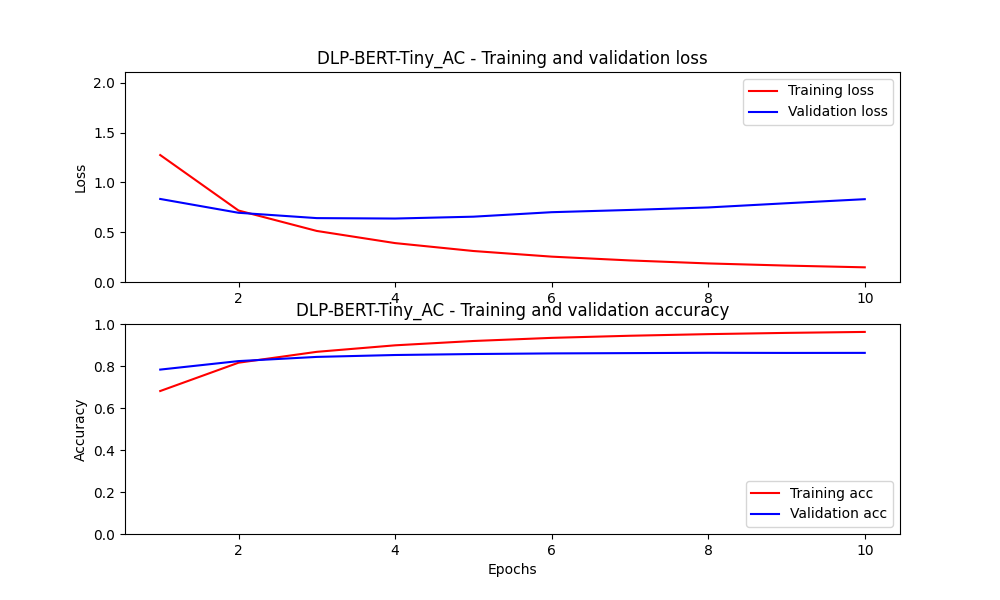 DLP-BERT-Tiny_AC - Training and validation loss
2.0
1.5
1.0
0.5
0.0
Loss
Training loss
Validation loss
2 4 6 8 10
DLP-BERT-Tiny_AC - Training and validation accuracy
1.0
0.8
0.6
0.4
0.2
0.0
Accuracy
Training acc
Validation acc
2 4 6 8 10
Epochs